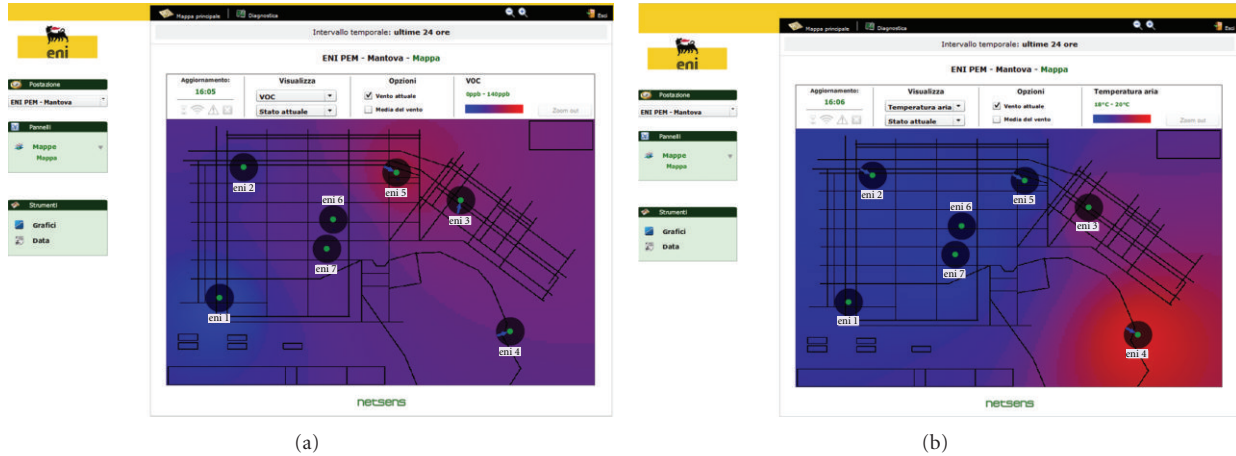 Mappa principale
Diagnostica
Esci
Intervallo temporale: ultime 24 ore
eni
ENI PEM - Mantova - Mappa
Postazione
ENI PEM - Mantova
Aggiornamento:
16:05
Visualizza
VOC
Stato attuale
Opzioni
Vento attuale
Media del vento
VOC
0ppb - 140ppb
Zoom out
Pannelli
Mappe
Mappa
Strumenti
Grafici
Data
eni 2
eni 5
eni 6
eni 3
eni 7
eni 1
eni 4
netsens
(a)
Mappa principale
Diagnostica
Esci
Intervallo temporale: ultime 24 ore
eni
ENI PEM - Mantova - Mappa
Postazione
ENI PEM - Mantova
Aggiornamento:
16:06
Visualizza
Temperatura aria
Stato attuale
Opzioni
Vento attuale
Media del vento
Temperatura aria
18°C - 20°C
Zoom out
Pannelli
Mappe
Mappa
Strumenti
Grafici
Data
eni 2
eni 5
eni 6
eni 3
eni 7
eni 1
eni 4
netsens
(b)